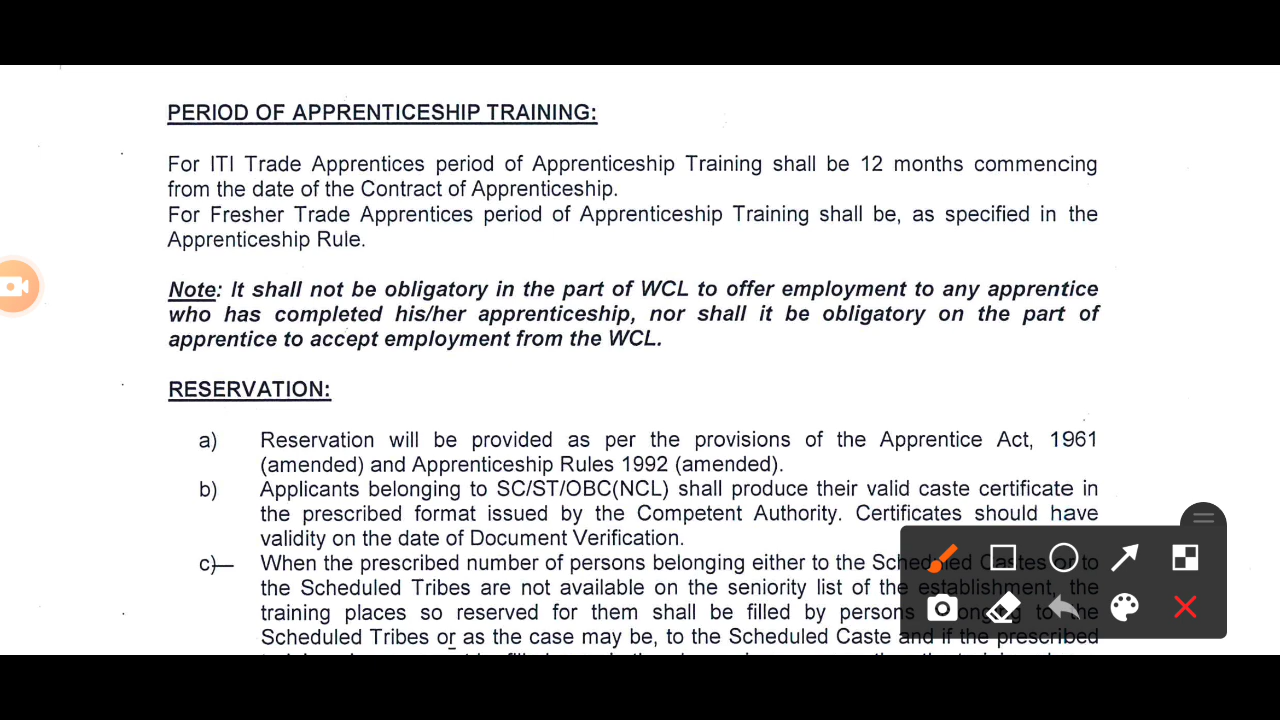 PERIOD OF APPRENTICESHIP TRAINING:
For ITI Trade Apprentices period of Apprenticeship Training shall be 12 months commencing
from the date of the Contract of Apprenticeship.
For Fresher Trade Apprentices period of Apprenticeship Training shall be, as specified in the
Apprenticeship Rule.
Note: It shall not be obligatory in the part of WCL to offer employment to any apprentice
who has completed his/her apprenticeship, nor shall it be obligatory on the part of
apprentice to accept employment from the WCL.
RESERVATION:
a) Reservation will be provided as per the provisions of the Apprentice Act, 1961
(amended) and Apprenticeship Rules 1992 (amended).
b) Applicants belonging to SC/ST/OBC(NCL) shall produce their valid caste certificate in
the prescribed format issued by the Competent Authority. Certificates should have
validity on the date of Document Verification.
c) When the prescribed number of persons belonging either to the Scheduled Castes or to
the Scheduled Tribes are not available on the seniority list of the establishment, the
training places so reserved for them shall be filled by persons belonging to the
Scheduled Tribes or as the case may be, to the Scheduled Caste and if the prescribed